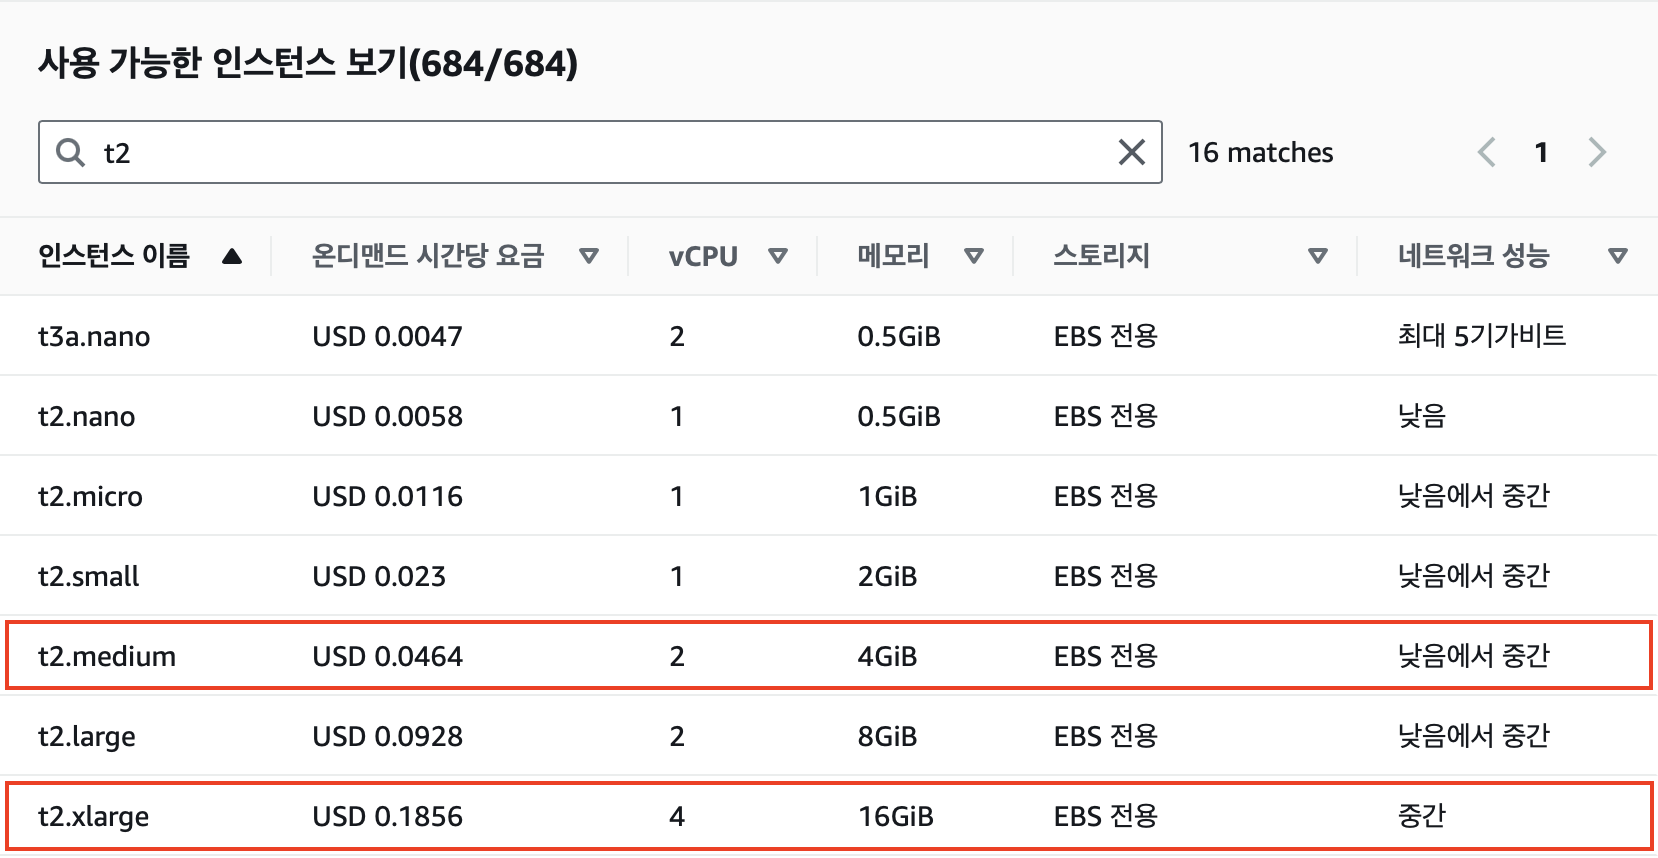 사용 가능한 인스턴스 보기(684/684)
t2
16 matches
1
인스턴스 이름 온디맨드 시간당 요금 vCPU 메모리 스토리지 네트워크 성능
t3a.nano USD 0.0047 2 0.5GiB EBS 전용 최대 5기가비트
t2.nano USD 0.0058 1 0.5GiB EBS 전용 낮음
t2.micro USD 0.0116 1 1GiB EBS 전용 낮음에서 중간
t2.small USD 0.023 1 2GiB EBS 전용 낮음에서 중간
t2.medium USD 0.0464 2 4GiB EBS 전용 낮음에서 중간
t2.large USD 0.0928 2 8GiB EBS 전용 낮음에서 중간
t2.xlarge USD 0.1856 4 16GiB EBS 전용 중간